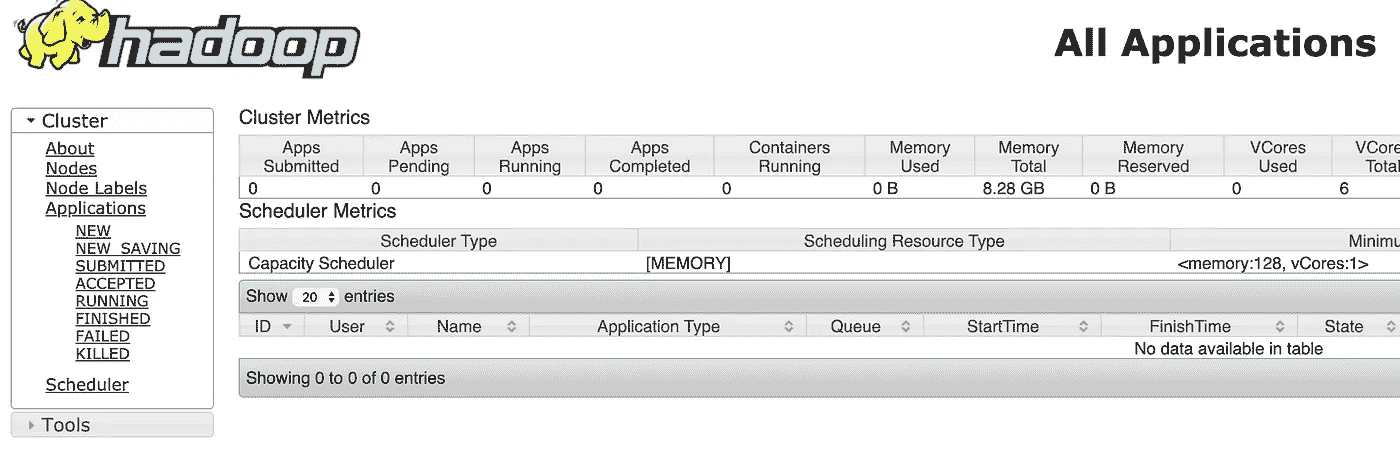 hadoop
All Applications
Cluster
About
Nodes
Node Labels
Applications
NEW
NEW_SAVING
SUBMITTED
ACCEPTED
RUNNING
FINISHED
FAILED
KILLED
Scheduler
Tools
Cluster Metrics
Apps Submitted Apps Pending Apps Running Apps Completed Containers Running Memory Used Memory Total Memory Reserved VCores Used VCore Total
0 0 0 0 0 0 B 8.28 GB 0 B 0 6
Scheduler Metrics
Scheduler Type Scheduling Resource Type Minimu
Capacity Scheduler [MEMORY] <memory:128, vCores:1>
Show 20 entries
ID User Name Application Type Queue StartTime FinishTime State
No data available in table
Showing 0 to 0 of 0 entries